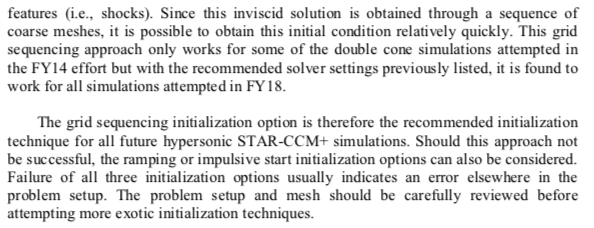 features (i.e., shocks). Since this inviscid solution is obtained through a sequence of
coarse meshes, it is possible to obtain this initial condition relatively quickly. This grid
sequencing approach only works for some of the double cone simulations attempted in
the FY14 effort but with the recommended solver settings previously listed, it is found to
work for all simulations attempted in FY18.
The grid sequencing initialization option is therefore the recommended initialization
technique for all future hypersonic STAR-CCM+ simulations. Should this approach not
be successful, the ramping or impulsive start initialization options can also be considered.
Failure of all three initialization options usually indicates an error elsewhere in the
problem setup. The problem setup and mesh should be carefully reviewed before
attempting more exotic initialization techniques.